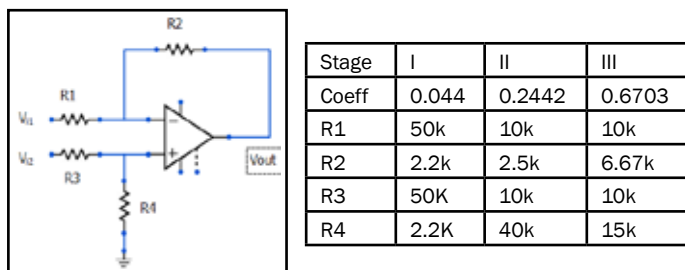 R2
R1
Vi1
Vi2
R3
Vout
R4
Stage I II III
Coeff 0.044 0.2442 0.6703
R1 50k 10k 10k
R2 2.2k 2.5k 6.67k
R3 50K 10k 10k
R4 2.2K 40k 15k